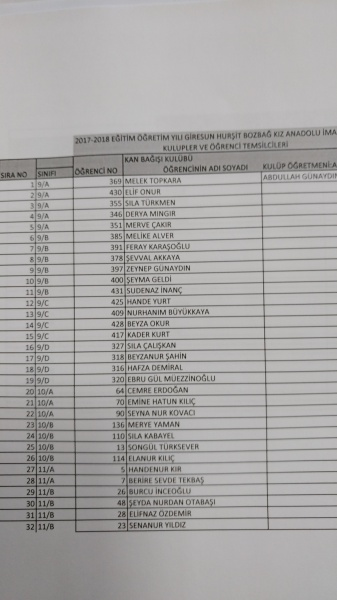 2017-2018 EĞİTİM ÖĞRETİM YILI GİRESUN HURŞİT BOZBAĞ KIZ ANADOLU İMA
KULUPLER VE ÖĞRENCİ TEMSİLCİLERİ
KAN BAĞIŞI KULÜBÜ
SIRA NO SINIFI ÖĞRENCİ NO ÖĞRENCİNİN ADI SOYADI KULÜP ÖĞRETMENİ:A
1 9/A 369 MELEK TOPKARA ABDULLAH GÜNAYDIN
2 9/A 430 ELİF ONUR
3 9/A 355 SILA TÜRKMEN
4 9/A 346 DERYA MINGIR
5 9/A 351 MERVE ÇAKIR
6 9/B 385 MELİKE ALVER
7 9/B 391 FERAY KARAŞOĞLU
8 9/B 378 ŞEVVAL AKKAYA
9 9/B 397 ZEYNEP GÜNAYDIN
10 9/B 400 ŞEYMA GELDİ
11 9/B 431 SUDENAZ İNANÇ
12 9/C 425 HANDE YURT
13 9/C 409 NURHANIM BÜYÜKKAYA
14 9/C 428 BEYZA OKUR
15 9/C 417 KADER KURT
16 9/D 327 SILA ÇALIŞKAN
17 9/D 318 BEYZANUR ŞAHİN
18 9/D 316 HAFZA DEMİRAL
19 9/D 320 EBRU GÜL MÜEZZİNOĞLU
20 10/A 64 CEMRE ERDOĞAN
21 10/A 70 EMİNE HATUN KILIÇ
22 10/A 90 SEYNA NUR KOVACI
23 10/B 136 MERYE YAMAN
24 10/B 110 SILA KABAYEL
25 10/B 13 SONGÜL TÜRKSEVER
26 10/B 114 ELANUR KILIÇ
27 11/A 5 HANDENUR KIR
28 11/A 7 BERİRE SEVDE TEKBAŞ
29 11/B 26 BURCU İNCEOĞLU
30 11/B 48 ŞEYDA NURDAN OTABAŞI
31 11/B 28 ELİFNAZ ÖZDEMİR
32 11/B 23 SENANUR YILDIZ